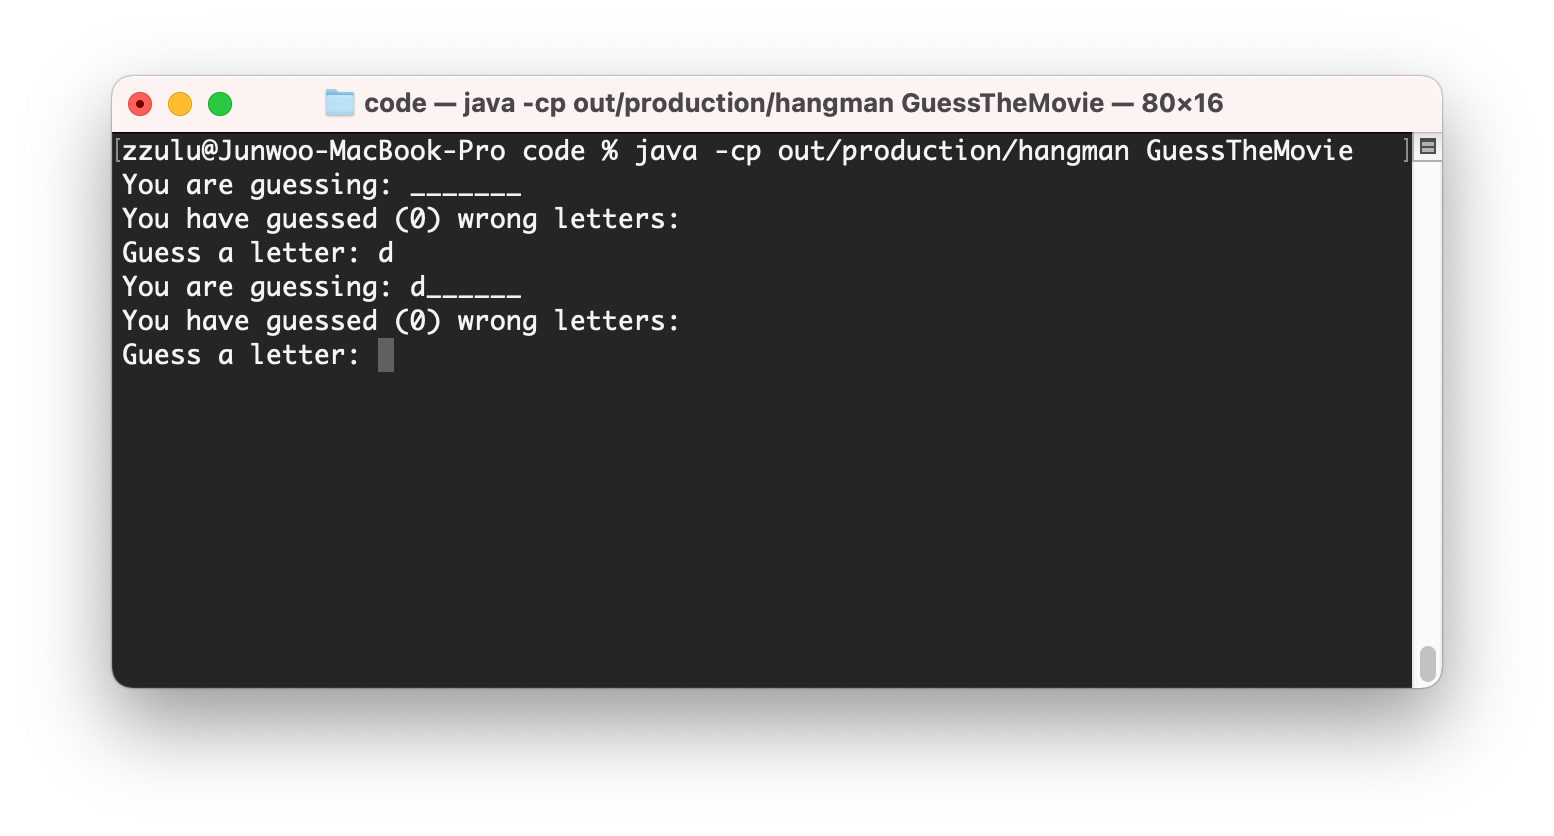 code — java -cp out/production/hangman GuessTheMovie — 80×16
[zzulu@Junwoo-MacBook-Pro code % java -cp out/production/hangman GuessTheMovie ]
You are guessing: _______
You have guessed (0) wrong letters:
Guess a letter: d
You are guessing: d______
You have guessed (0) wrong letters:
Guess a letter: